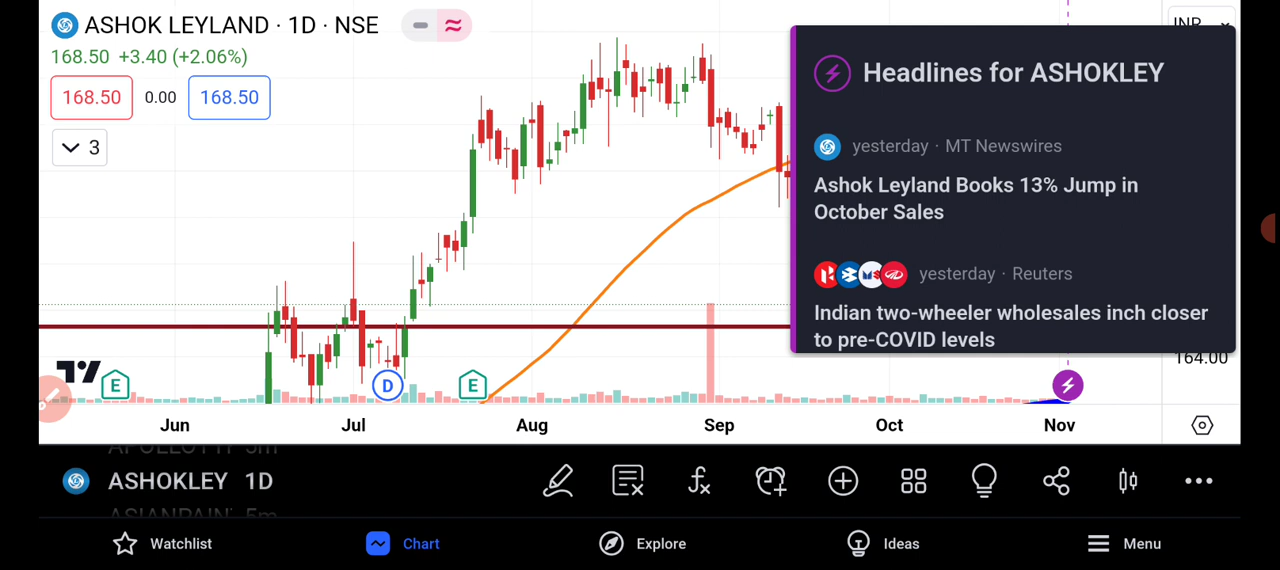 ASHOK LEYLAND · 1D · NSE
168.50 +3.40 (+2.06%)
168.50 0.00 168.50
3
INR
Headlines for ASHOKLEY
yesterday · MT Newswires
Ashok Leyland Books 13% Jump in
October Sales
yesterday · Reuters
Indian two-wheeler wholesales inch closer
to pre-COVID levels
164.00
E D E
Jun Jul Aug Sep Oct Nov
ASHOKLEY 1D
Watchlist Chart Explore Ideas Menu